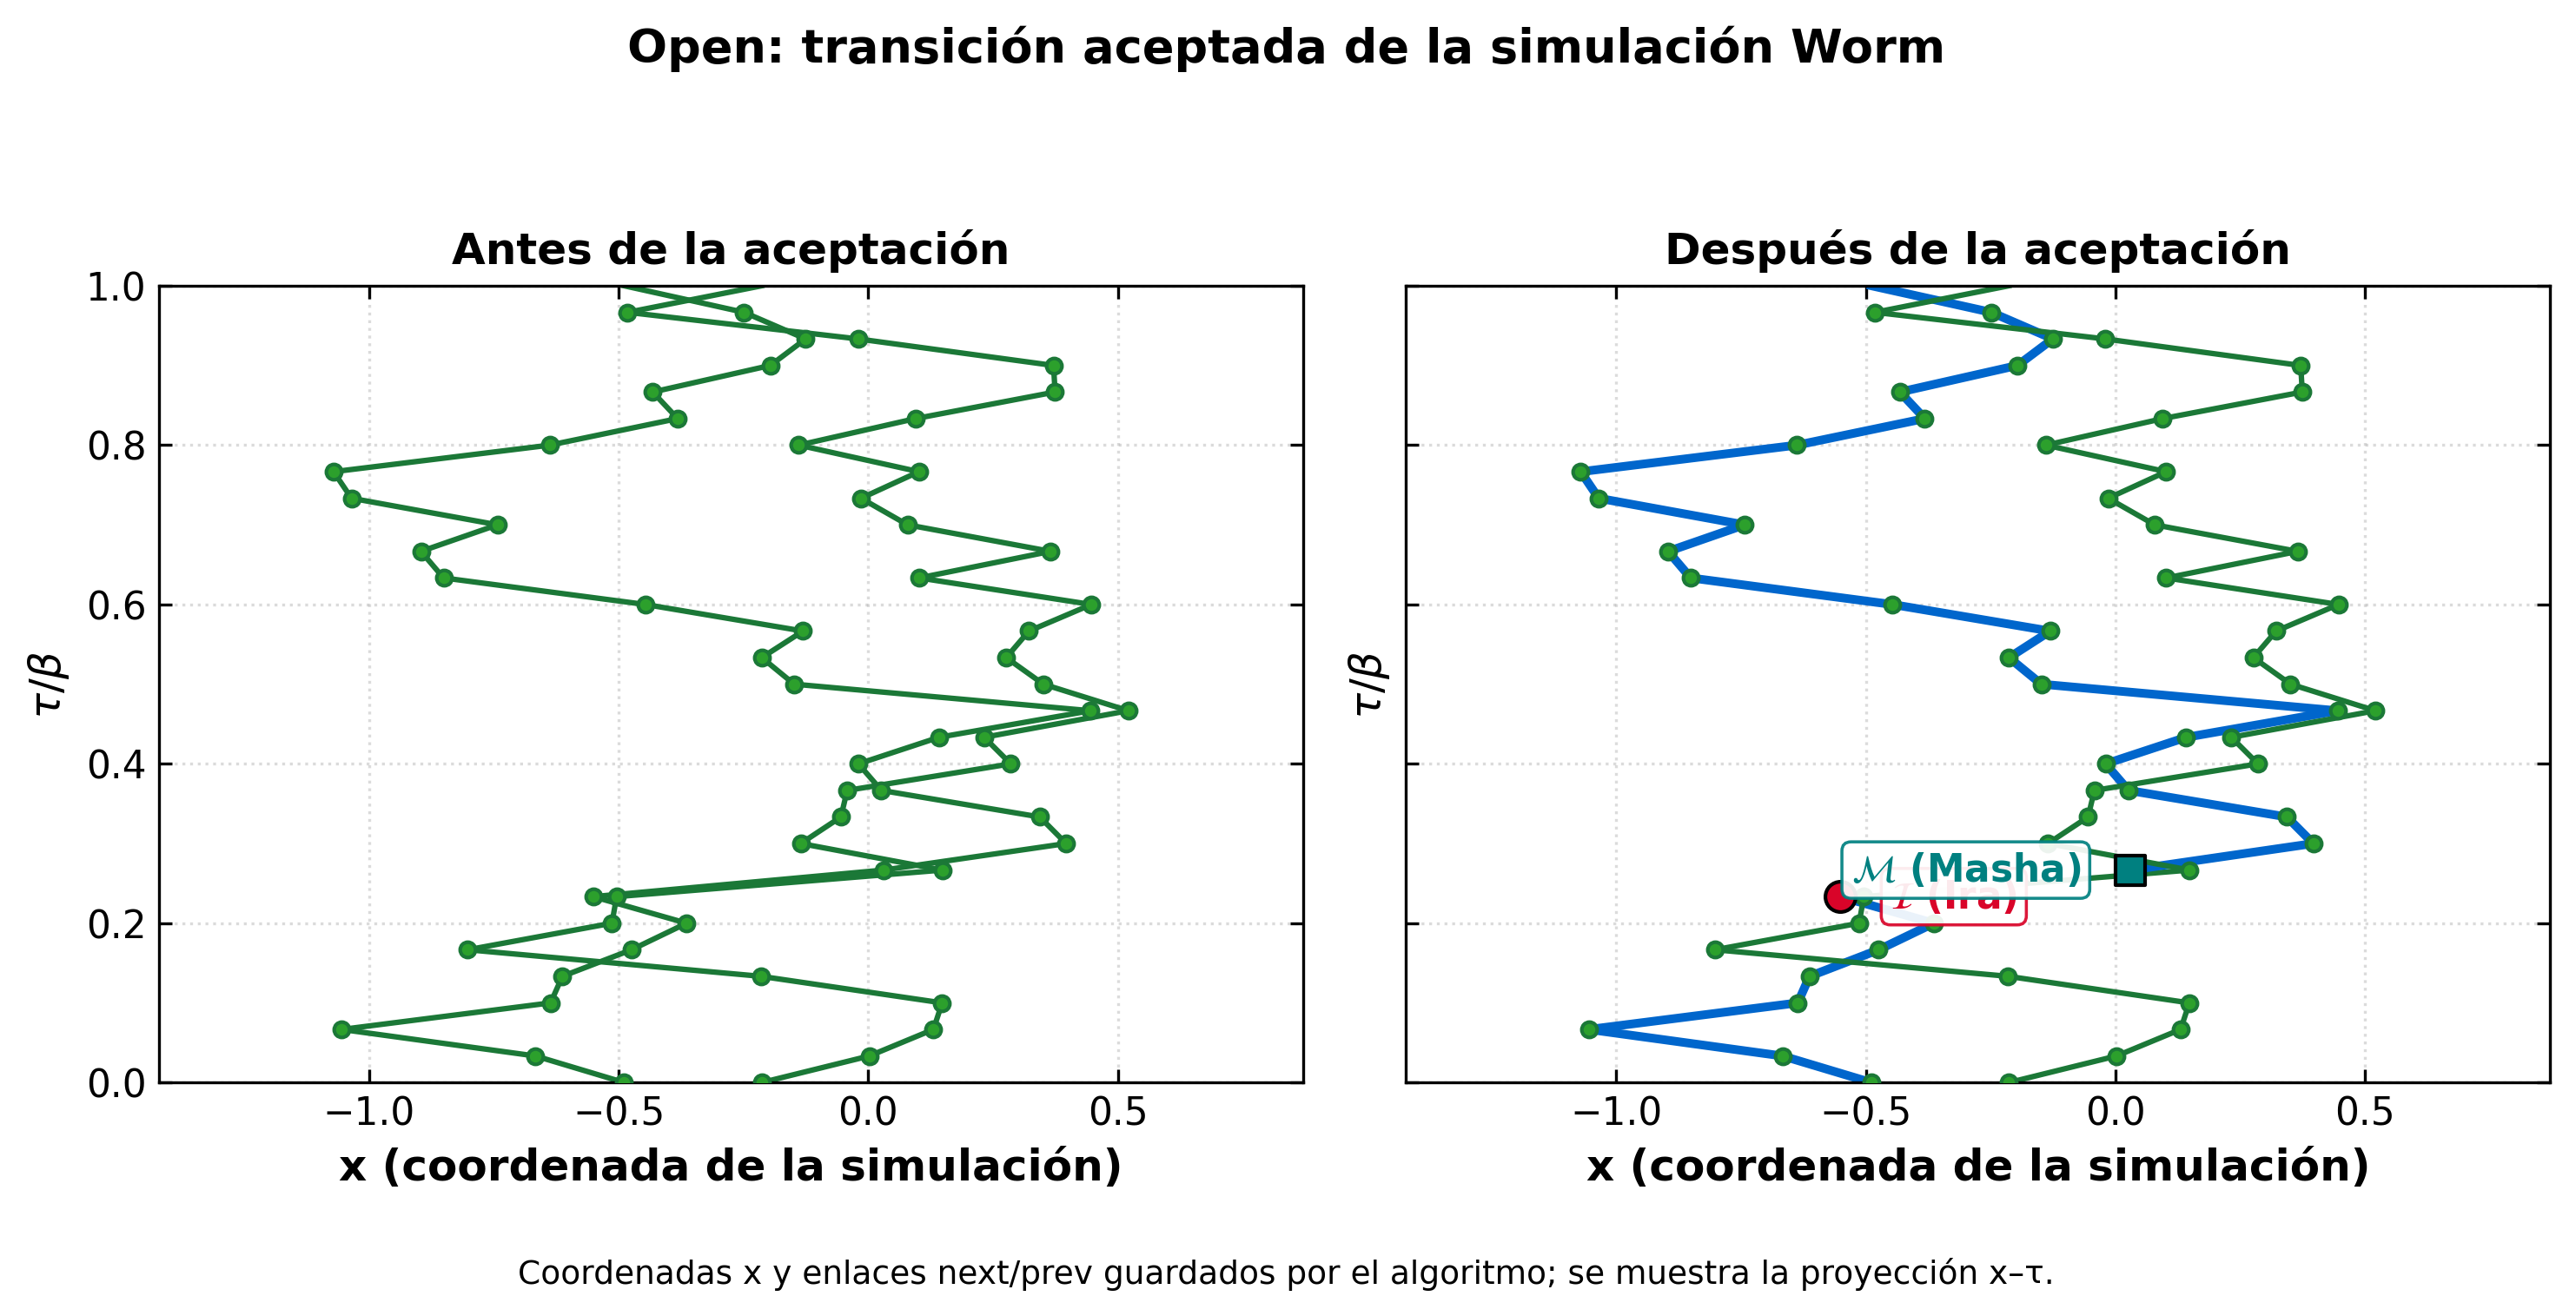 Open: transición aceptada de la simulación Worm
Antes de la aceptación
Después de la aceptación
1.0
0.8
0.6
0.4
0.2
0.0
τ/β
−1.0
−0.5
0.0
0.5
x (coordenada de la simulación)
τ/β
ℳ (Masha)
ℐ (Ira)
−1.0
−0.5
0.0
0.5
x (coordenada de la simulación)
Coordenadas x y enlaces next/prev guardados por el algoritmo; se muestra la proyección x–τ.